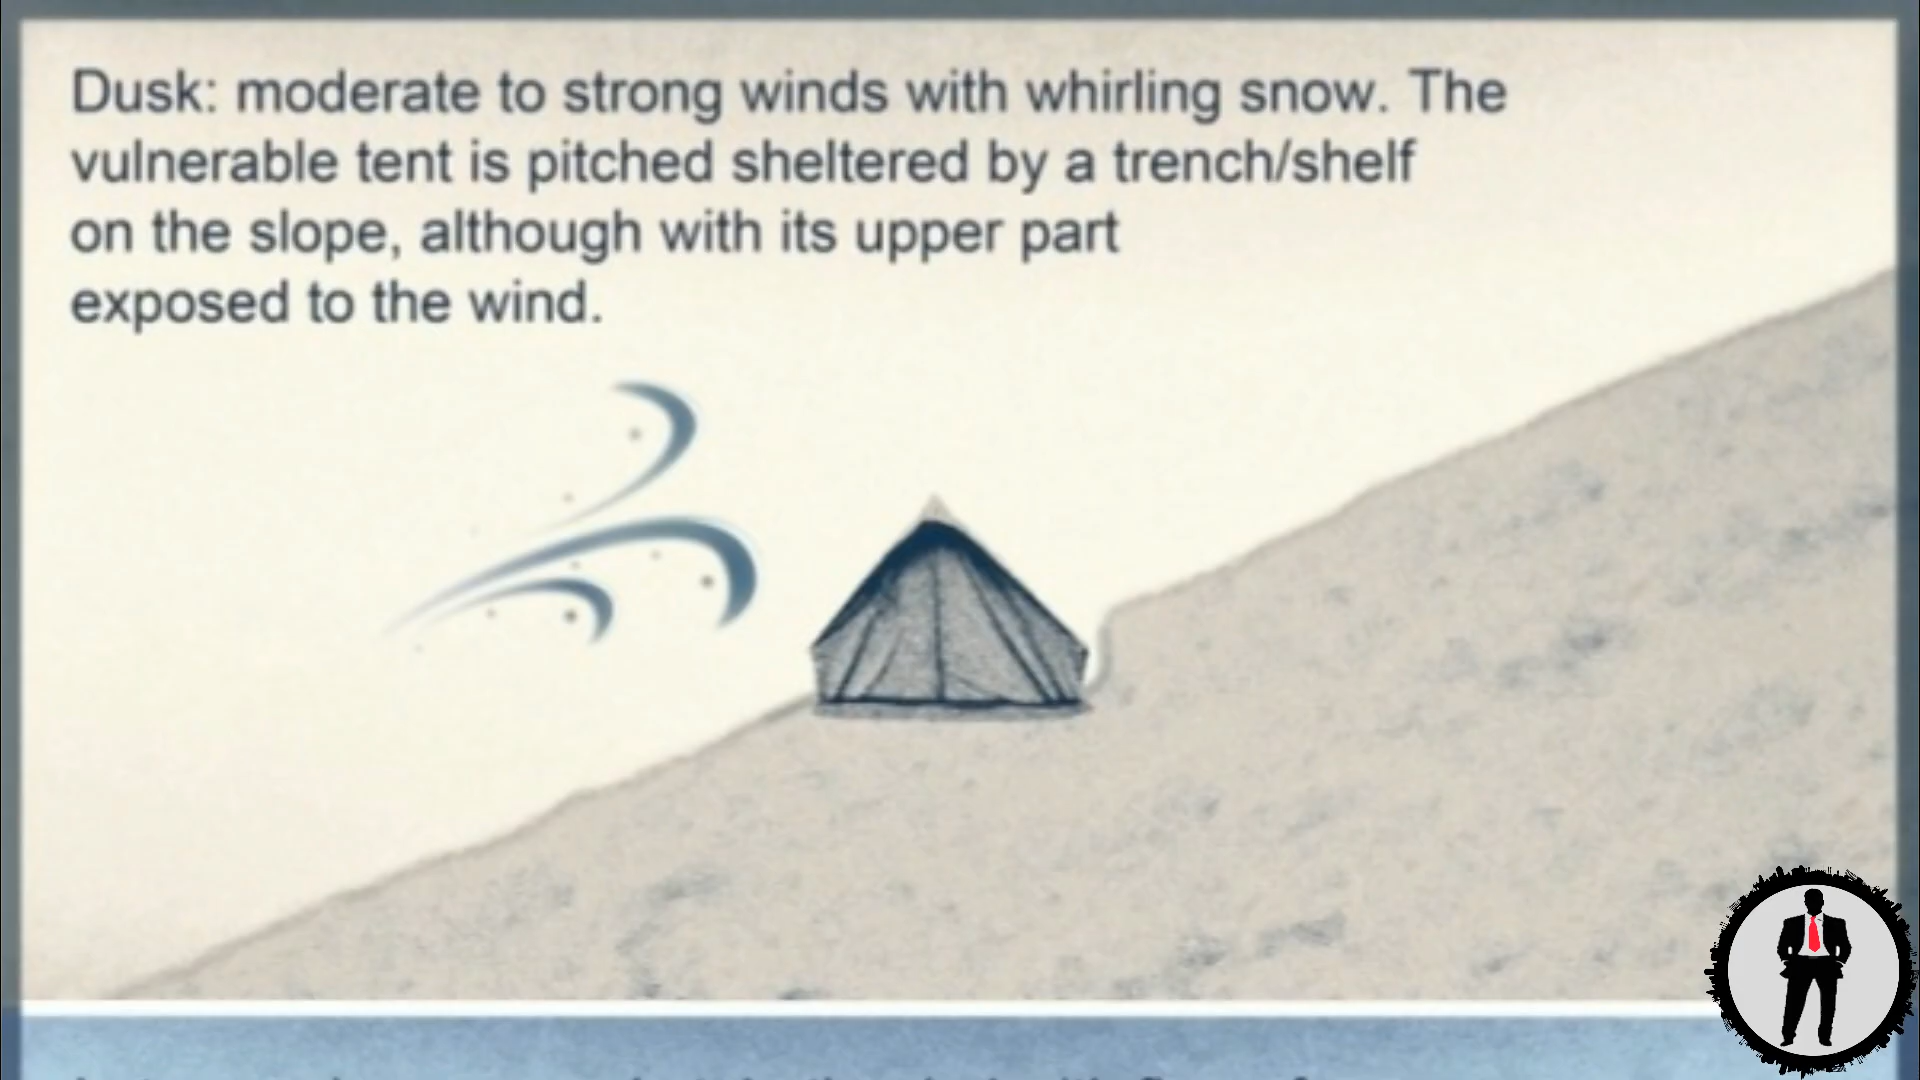 Dusk: moderate to strong winds with whirling snow. The
vulnerable tent is pitched sheltered by a trench/shelf
on the slope, although with its upper part
exposed to the wind.